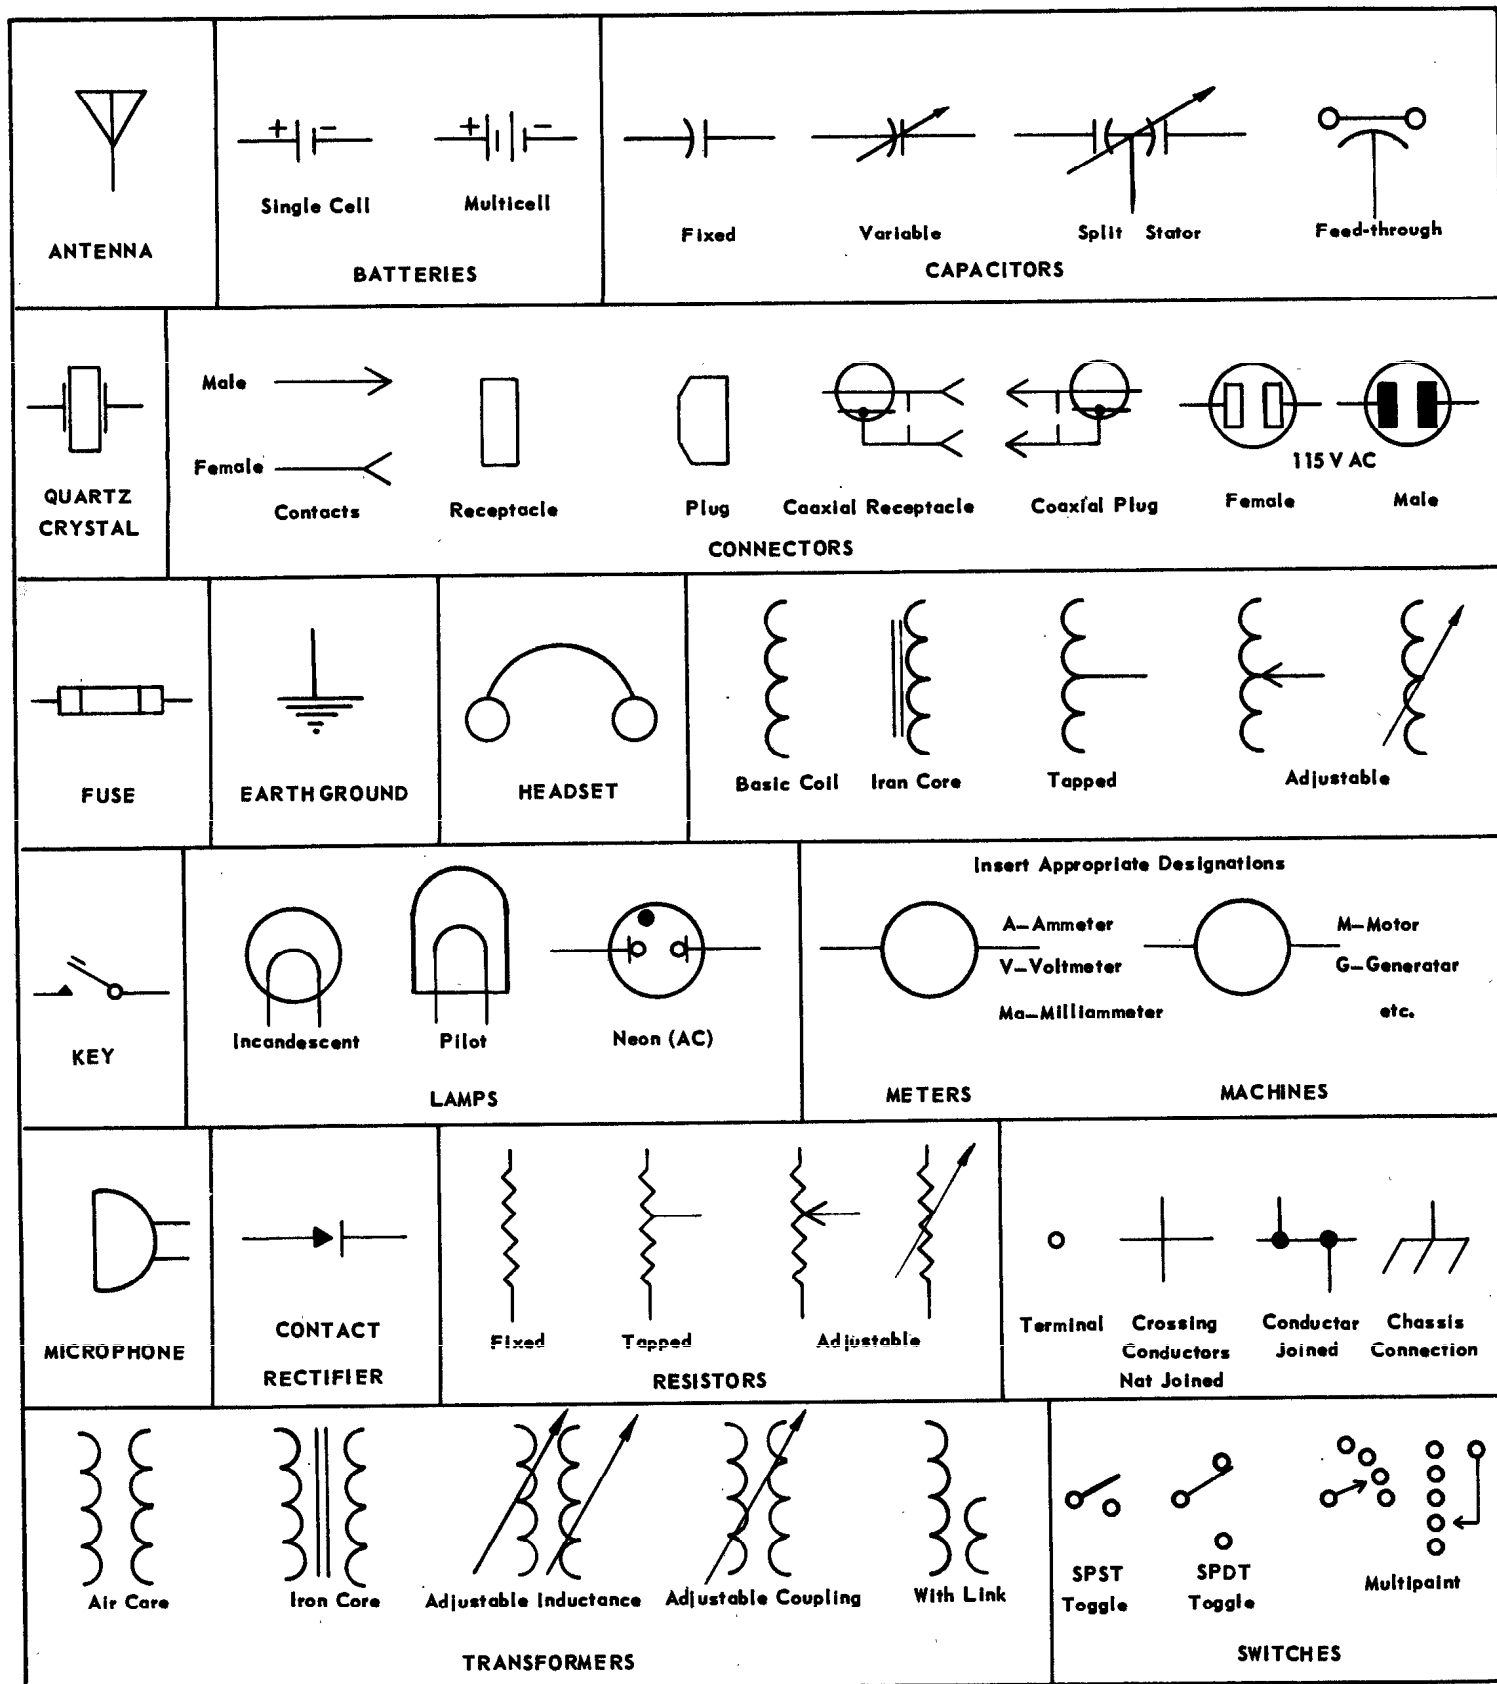 ANTENNA
+ −
Single Cell
+ −
Multicell
BATTERIES
Fixed
Variable
Split Stator
Feed-through
CAPACITORS
QUARTZ
CRYSTAL
Male
Female
Contacts
Receptacle
Plug
Caaxial Receptacle
Coaxial Plug
115 V AC
Female
Male
CONNECTORS
FUSE
EARTH GROUND
HEADSET
Basic Coil
Iran Core
Tapped
Adjustable
KEY
Incandescent
Pilot
Neon (AC)
LAMPS
Insert Appropriate Designations
A—Ammeter
V—Voltmeter
Ma—Milliammeter
METERS
M—Motor
G—Generatar
etc.
MACHINES
MICROPHONE
CONTACT
RECTIFIER
Fixed
Tapped
Adjustable
RESISTORS
Terminal
Crossing
Conductors
Nat Joined
Conductar
Joined
Chassis
Connection
Air Care
Iron Core
Adjustable Inductance
Adjustable Coupling
With Link
TRANSFORMERS
SPST
Toggle
SPDT
Toggle
Multipaint
SWITCHES